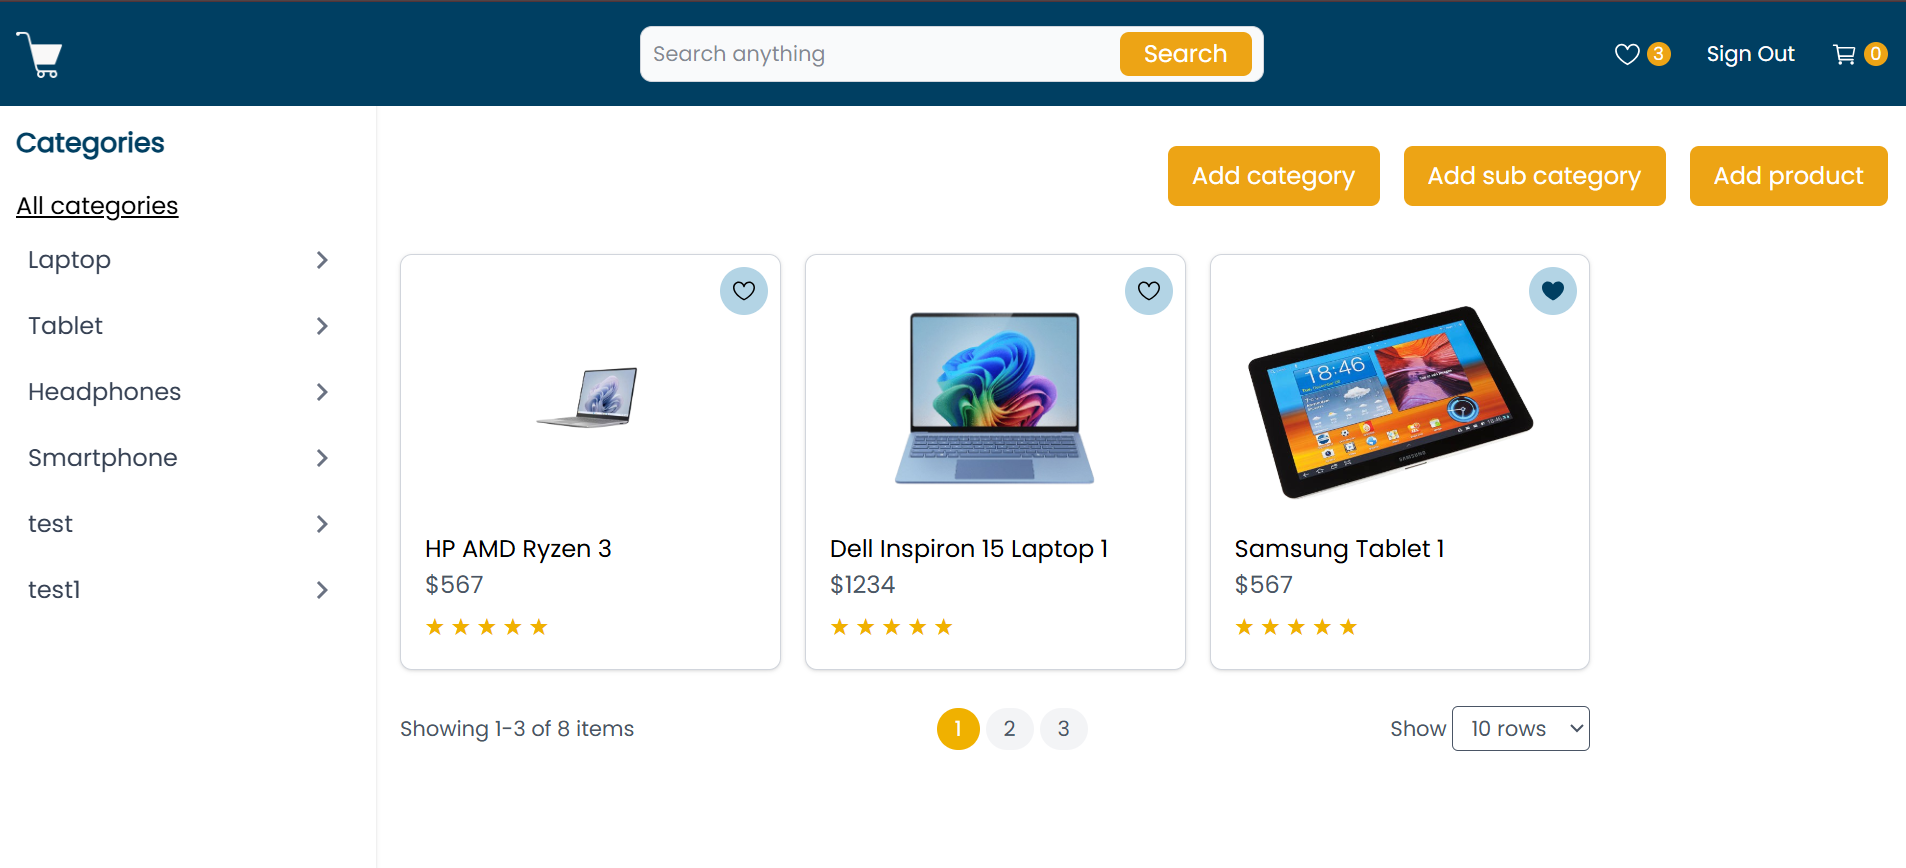 Search anything
Search
3
Sign Out
0
Categories
All categories
Laptop
Tablet
Headphones
Smartphone
test
test1
Add category
Add sub category
Add product
HP AMD Ryzen 3
$567
Dell Inspiron 15 Laptop 1
$1234
18:46
SAMSUNG
Samsung Tablet 1
$567
Showing 1-3 of 8 items
1 2 3
Show 10 rows